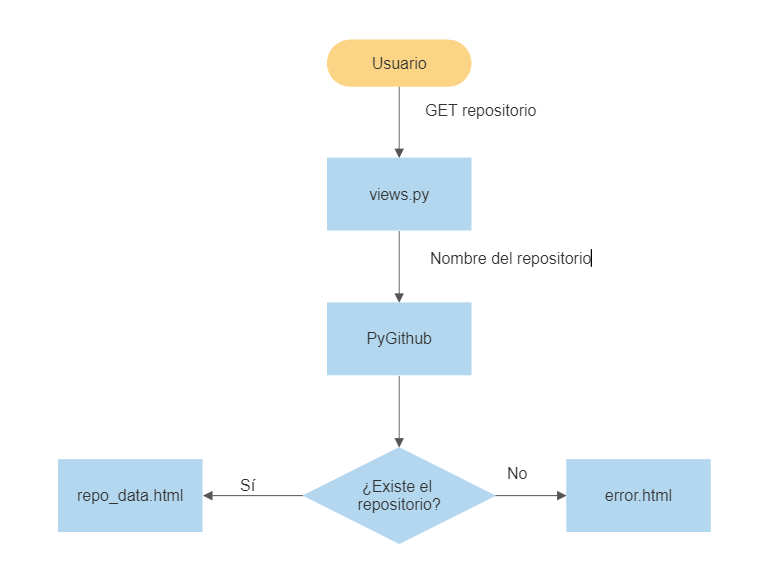 Usuario
GET repositorio
views.py
Nombre del repositorio
PyGithub
¿Existe el
repositorio?
Sí
No
repo_data.html
error.html